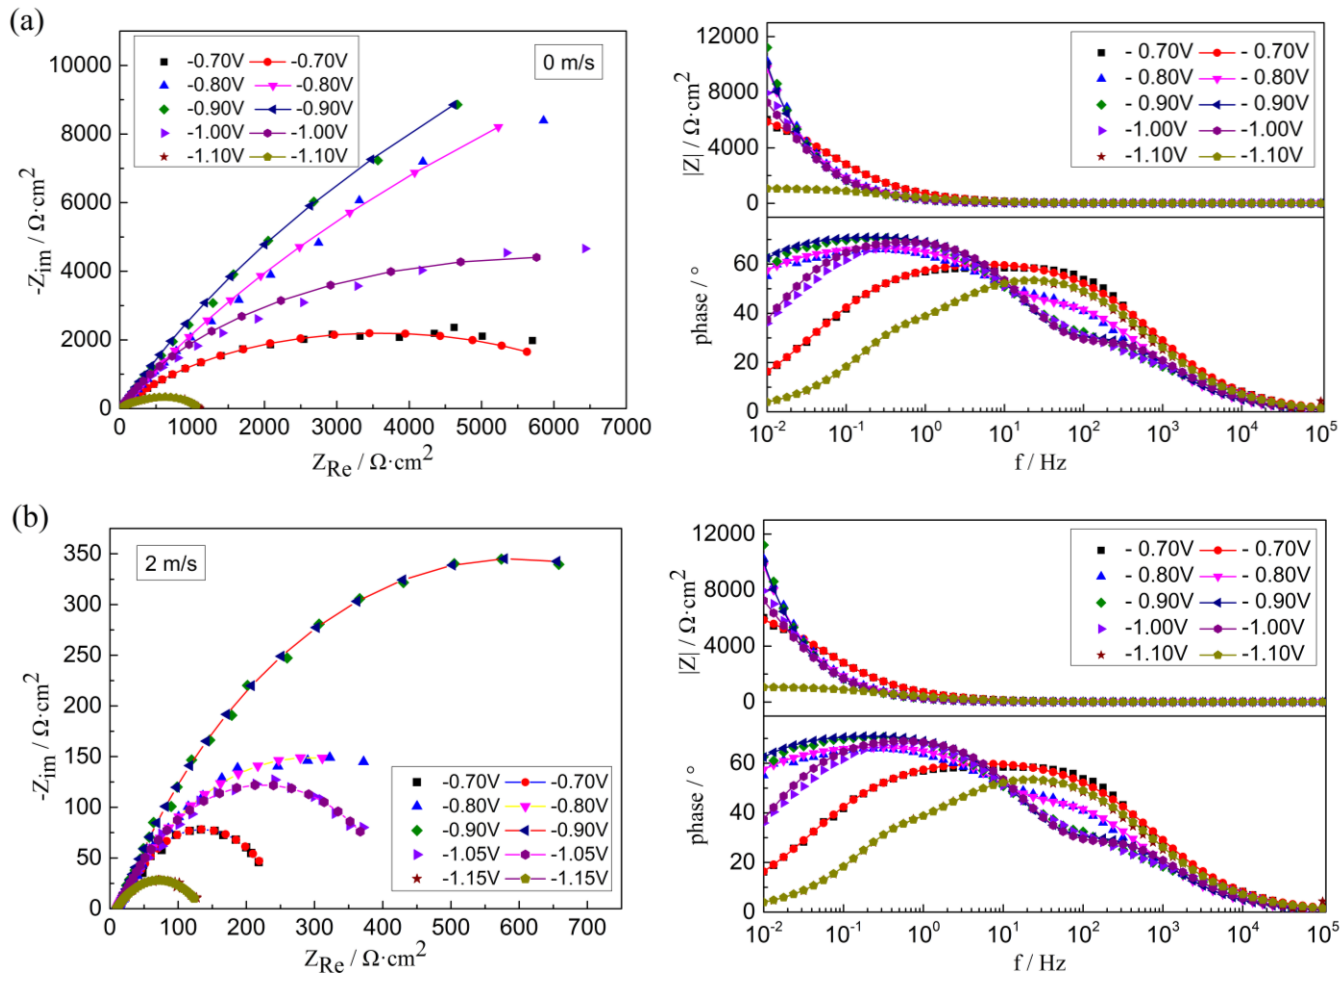 (a)
-0.70V -0.70V
-0.80V -0.80V
-0.90V -0.90V
-1.00V -1.00V
-1.10V -1.10V
0 m/s
10000
8000
6000
4000
2000
0
-Zim / Ω·cm2
0 1000 2000 3000 4000 5000 6000 7000
ZRe / Ω·cm2
12000
8000
4000
0
|Z| / Ω·cm2
- 0.70V - 0.70V
- 0.80V - 0.80V
- 0.90V - 0.90V
-1.00V -1.00V
-1.10V -1.10V
60
40
20
0
phase / °
10-2 10-1 100 101 102 103 104 105
f / Hz
(b)
2 m/s
350
300
250
200
150
100
50
0
-Zim / Ω·cm2
-0.70V -0.70V
-0.80V -0.80V
-0.90V -0.90V
-1.05V -1.05V
-1.15V -1.15V
0 100 200 300 400 500 600 700
ZRe / Ω·cm2
12000
8000
4000
0
|Z| / Ω·cm2
- 0.70V - 0.70V
- 0.80V - 0.80V
- 0.90V - 0.90V
-1.00V -1.00V
-1.10V -1.10V
60
40
20
0
phase / °
10-2 10-1 100 101 102 103 104 105
f / Hz